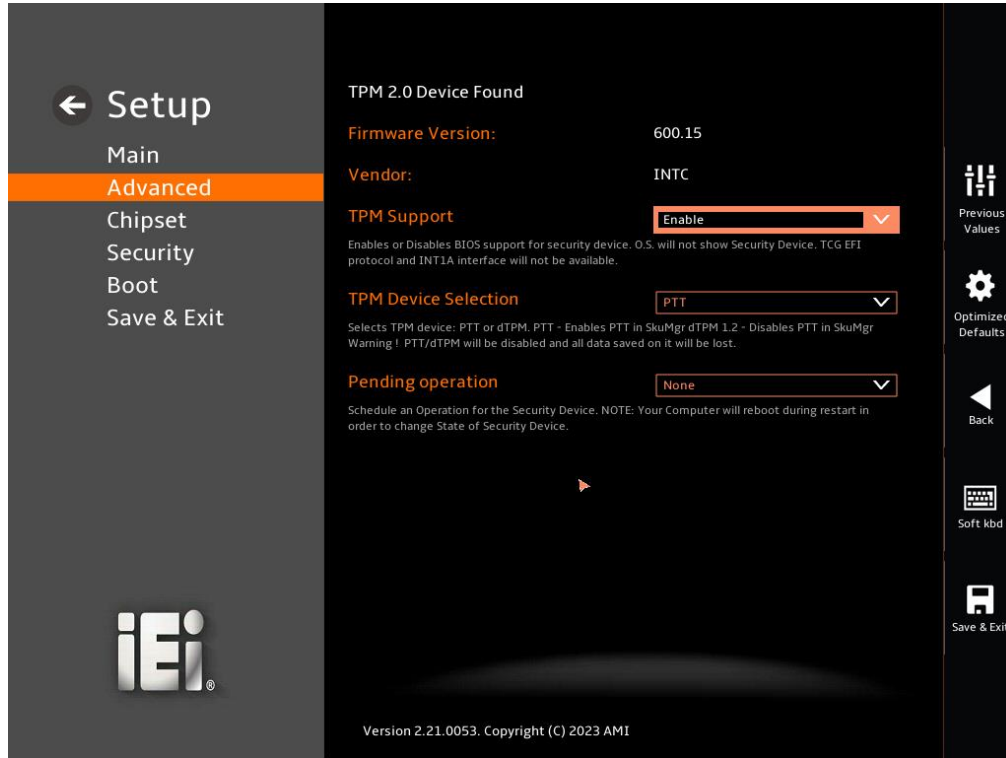 Setup
Main
Advanced
Chipset
Security
Boot
Save & Exit
iEi®
TPM 2.0 Device Found
Firmware Version: 600.15
Vendor: INTC
TPM Support Enable
Enables or Disables BIOS support for security device. O.S. will not show Security Device. TCG EFI
protocol and INT1A interface will not be available.
TPM Device Selection PTT
Selects TPM device: PTT or dTPM. PTT - Enables PTT in SkuMgr dTPM 1.2 - Disables PTT in SkuMgr
Warning ! PTT/dTPM will be disabled and all data saved on it will be lost.
Pending operation None
Schedule an Operation for the Security Device. NOTE: Your Computer will reboot during restart in
order to change State of Security Device.
Version 2.21.0053. Copyright (C) 2023 AMI
Previous
Values
Optimized
Defaults
Back
Soft kbd
Save & Exit